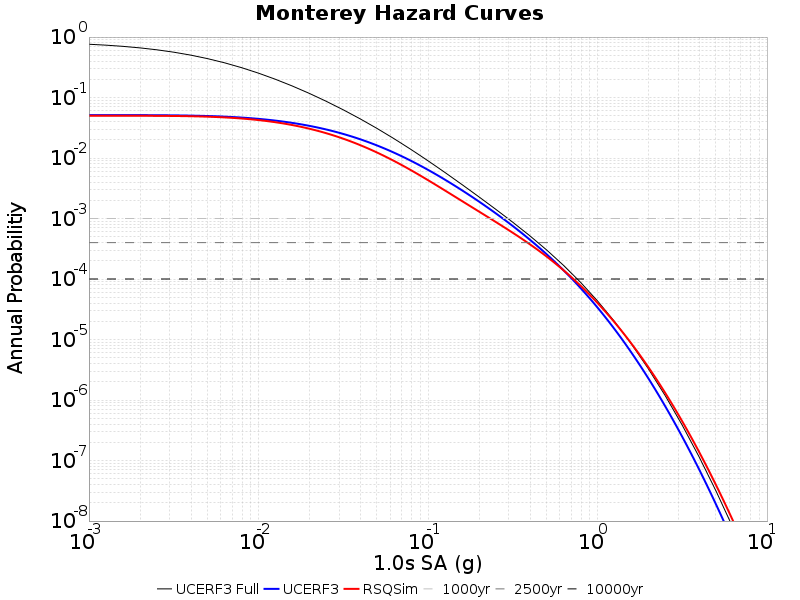 Monterey Hazard Curves
10^0
10^-1
10^-2
10^-3
10^-4
10^-5
10^-6
10^-7
10^-8
Annual Probabilitiy
10^-3 10^-2 10^-1 10^0 10^1
1.0s SA (g)
UCERF3 Full UCERF3 RSQSim 1000yr 2500yr 10000yr